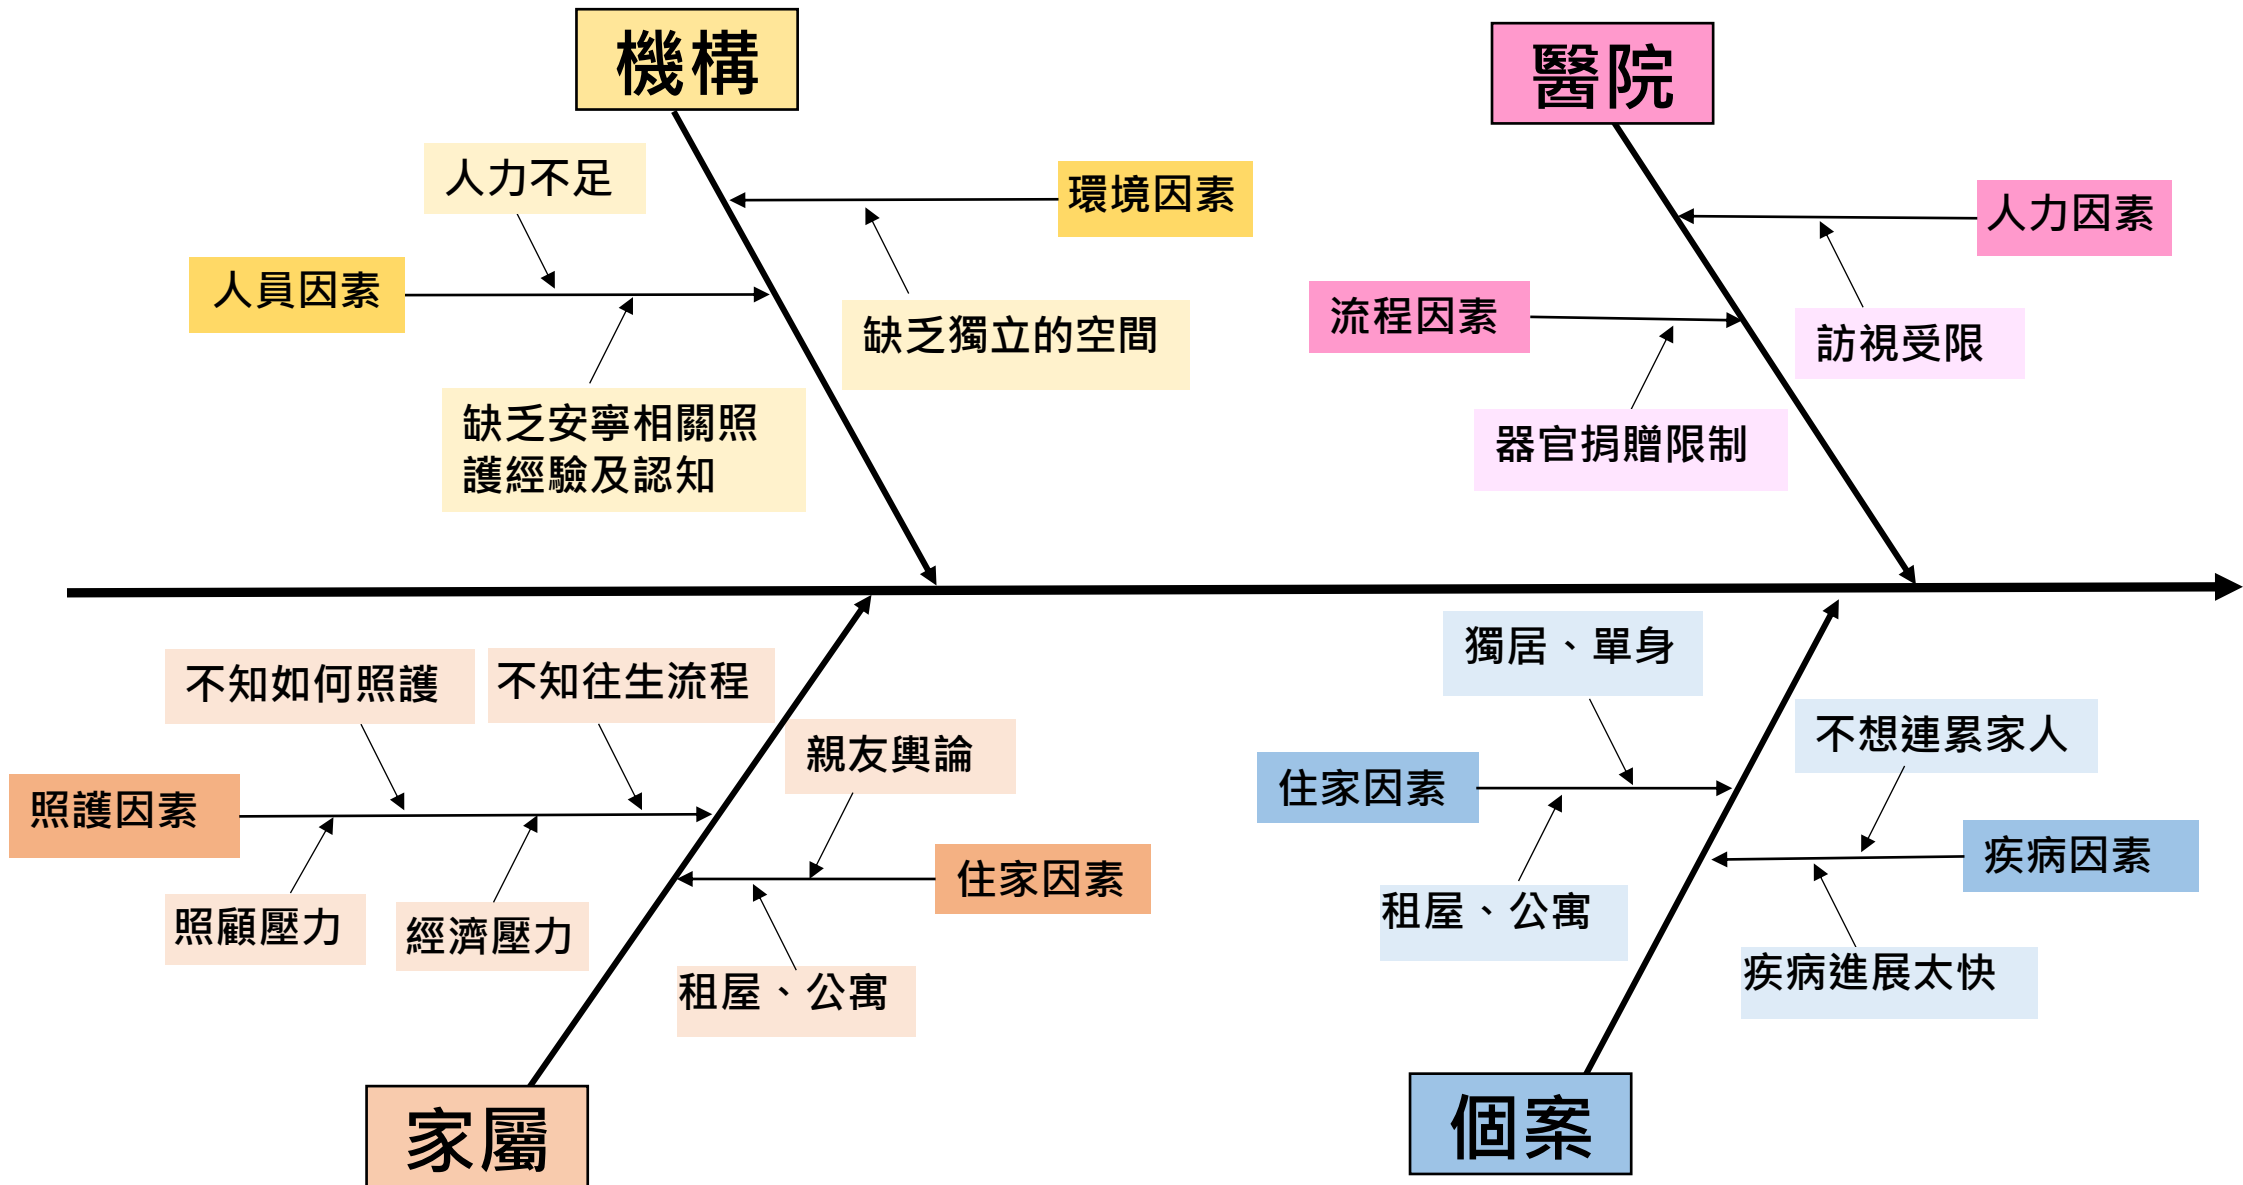 機構
醫院
人力不足
環境因素
人力因素
人員因素
流程因素
缺乏獨立的空間
訪視受限
缺乏安寧相關照
護經驗及認知
器官捐贈限制
獨居、單身
不知如何照護
不知往生流程
親友輿論
不想連累家人
住家因素
照護因素
疾病因素
住家因素
照顧壓力
經濟壓力
租屋、公寓
租屋、公寓
疾病進展太快
家屬
個案